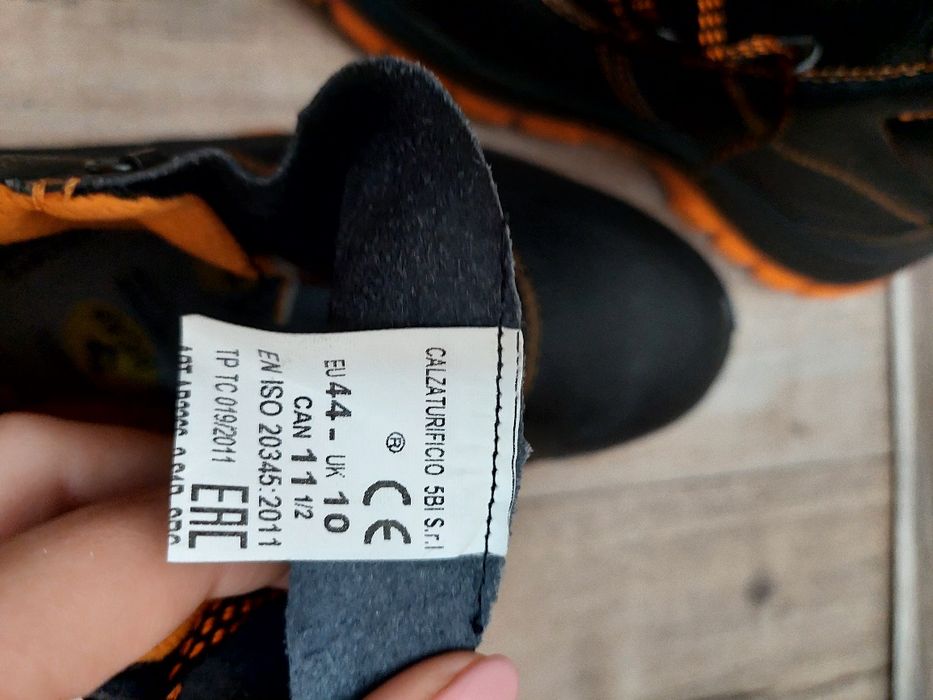 CALZATURIFICIO 5BI S.r.l
® CE
EU 44 - UK 10
CAN 11 1/2
EN ISO 20345:2011
TP TC 019/2011 EAC